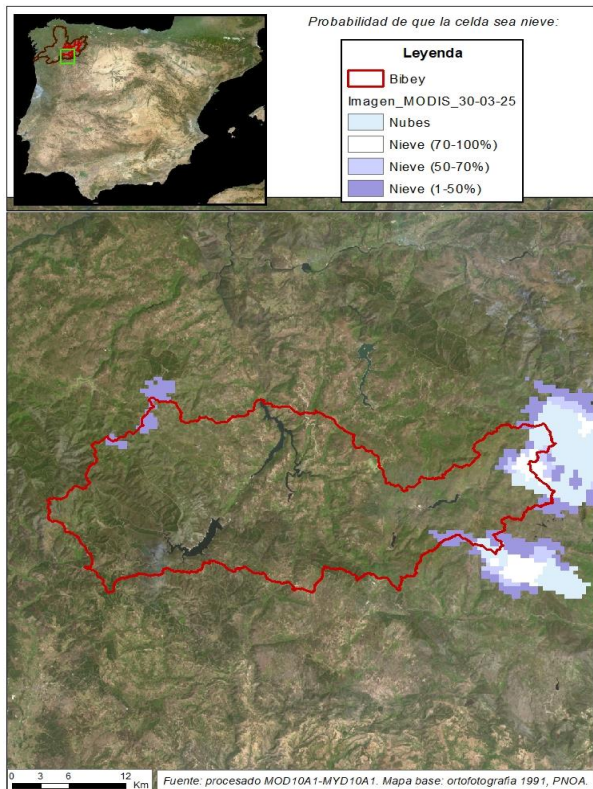 Probabilidad de que la celda sea nieve:
Leyenda
Bibey
Imagen_MODIS_30-03-25
Nubes
Nieve (70-100%)
Nieve (50-70%)
Nieve (1-50%)
0 3 6 12
Km
Fuente: procesado MOD10A1-MYD10A1. Mapa base: ortofotografia 1991, PNOA.